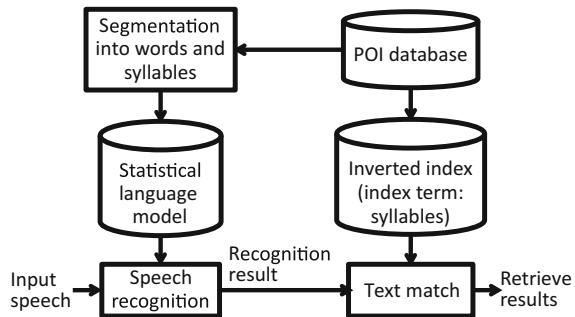 Segmentation
into words and
syllables
POI database
Statistical
language
model
Inverted index
(index term:
syllables)
Input
speech
Speech
recognition
Recognition
result
Text match
Retrieve
results